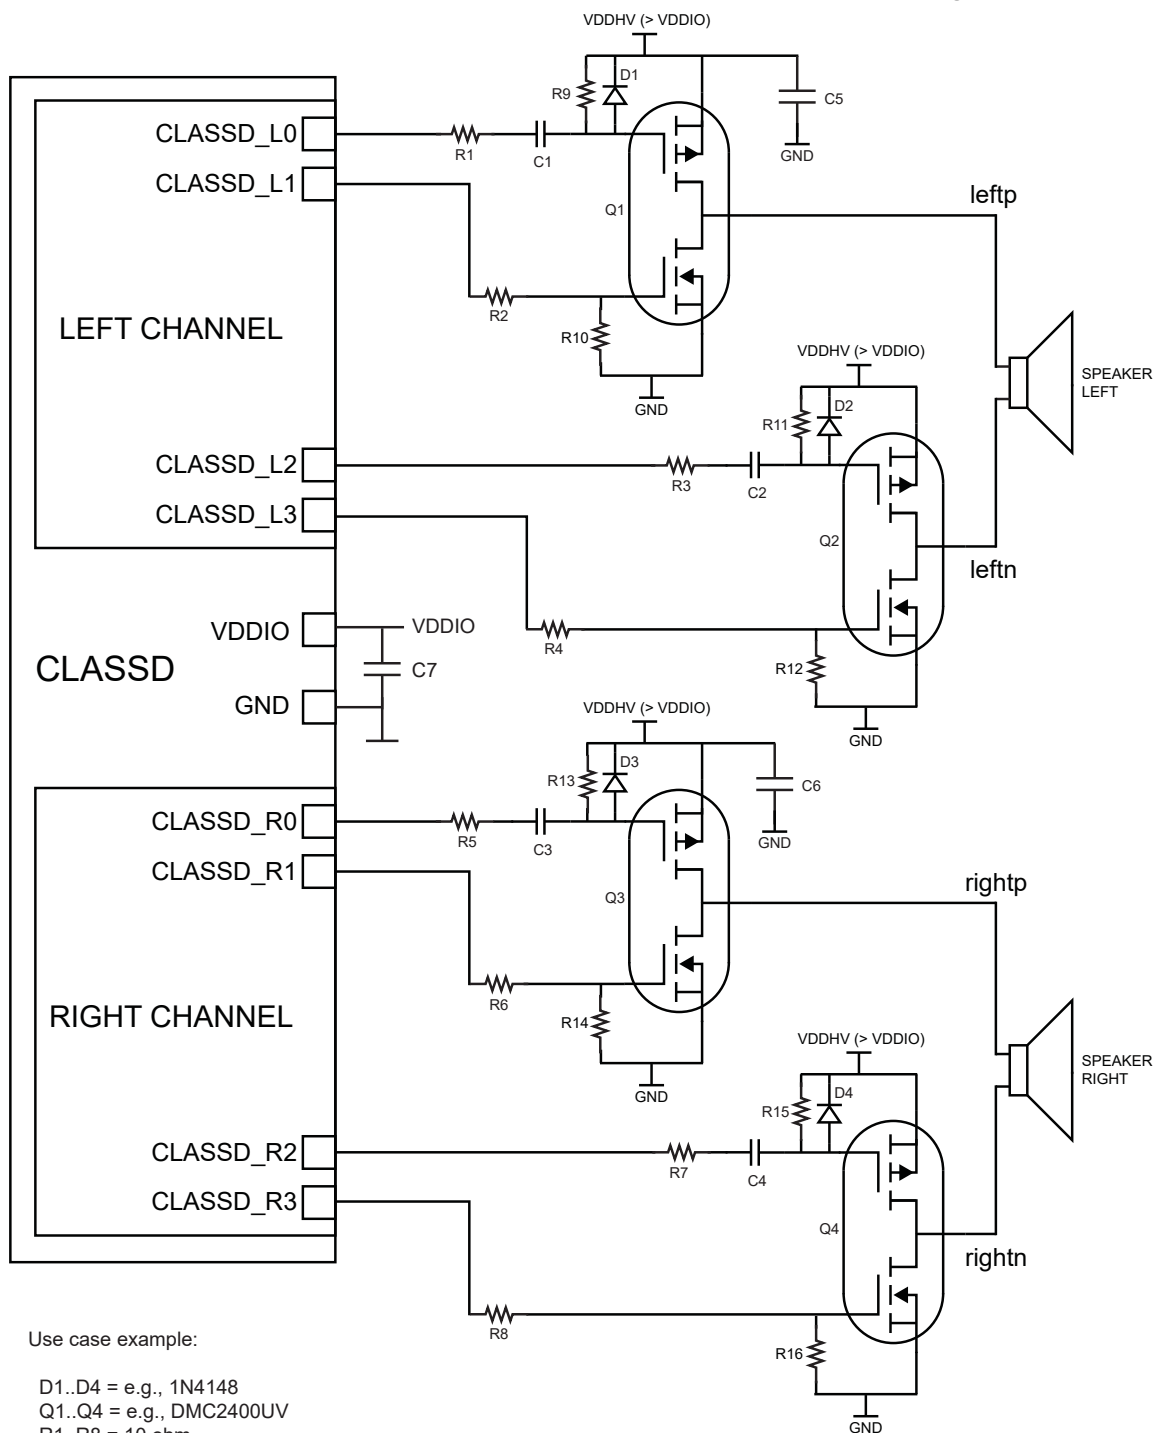 VDDHV (> VDDIO)
D1
R9
C5
CLASSD_L0
R1
C1
GND
CLASSD_L1
leftp
Q1
R2
LEFT CHANNEL
R10
VDDHV (> VDDIO)
SPEAKER
LEFT
GND
D2
R11
CLASSD_L2
R3
C2
CLASSD_L3
Q2
leftn
VDDIO
VDDIO
R4
CLASSD
C7
R12
GND
VDDHV (> VDDIO)
GND
D3
R13
C6
CLASSD_R0
R5
C3
GND
CLASSD_R1
rightp
Q3
R6
RIGHT CHANNEL
R14
VDDHV (> VDDIO)
SPEAKER
RIGHT
GND
D4
R15
CLASSD_R2
R7
C4
CLASSD_R3
Q4
rightn
R8
Use case example:
R16
D1..D4 = e.g., 1N4148
Q1..Q4 = e.g., DMC2400UV
R1..R8 = 10 ohm
GND